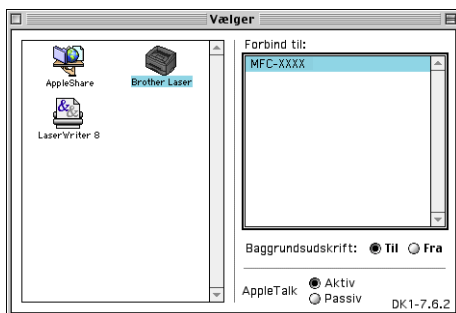 Vælger
AppleShare
Brother Laser
LaserWriter 8
Forbind til:
MFC-XXXX
Baggrundsudskrift: Til Fra
AppleTalk Aktiv
Passiv
DK1-7.6.2